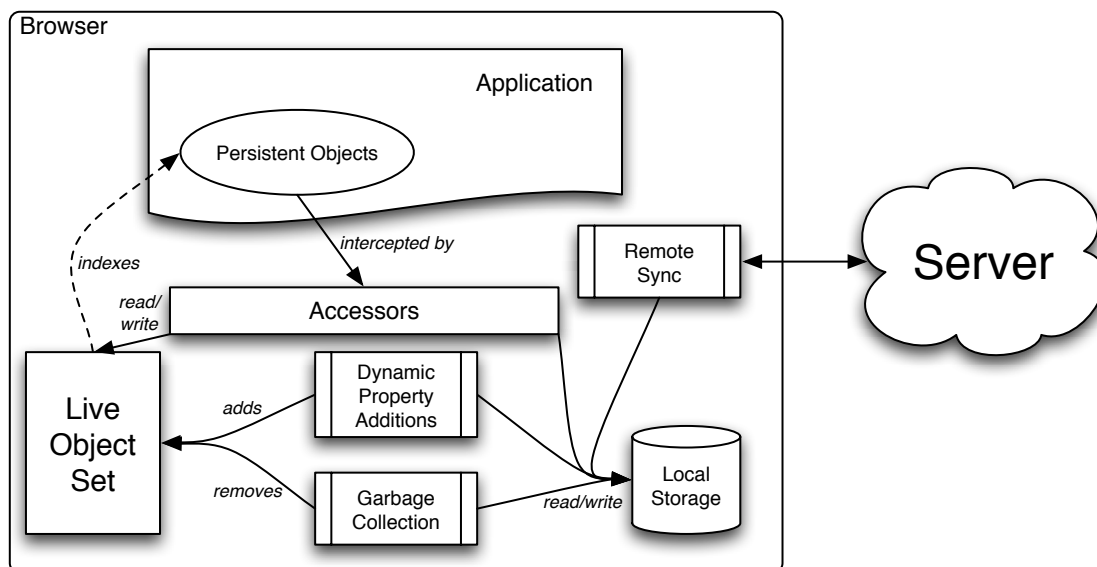 Browser
Application
Persistent Objects
intercepted by
indexes
Remote
Sync
Server
read/
write
Accessors
Live
Object
Set
adds
Dynamic
Property
Additions
removes
Garbage
Collection
read/write
Local
Storage